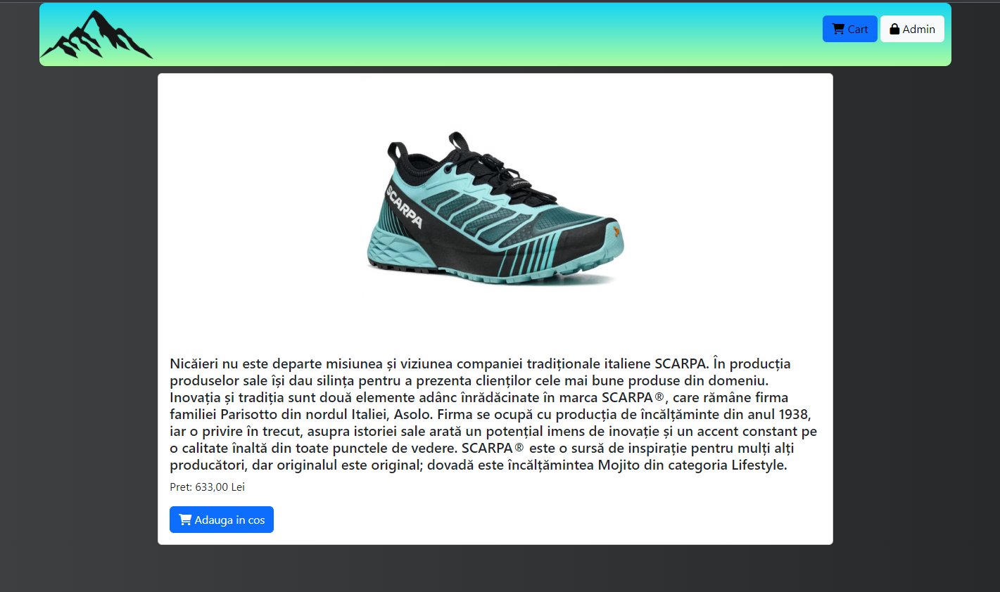 Cart
Admin
SCARPA
Nicăieri nu este departe misiunea și viziunea companiei tradiționale italiene SCARPA. În producția
produselor sale își dau silința pentru a prezenta clienților cele mai bune produse din domeniu.
Inovația și tradiția sunt două elemente adânc înrădăcinate în marca SCARPA®, care rămâne firma
familiei Parisotto din nordul Italiei, Asolo. Firma se ocupă cu producția de încălțăminte din anul 1938,
iar o privire în trecut, asupra istoriei sale arată un potențial imens de inovație și un accent constant pe
o calitate înaltă din toate punctele de vedere. SCARPA® este o sursă de inspirație pentru mulți alți
producători, dar originalul este original; dovadă este încălțămintea Mojito din categoria Lifestyle.
Pret: 633,00 Lei
Adauga in cos